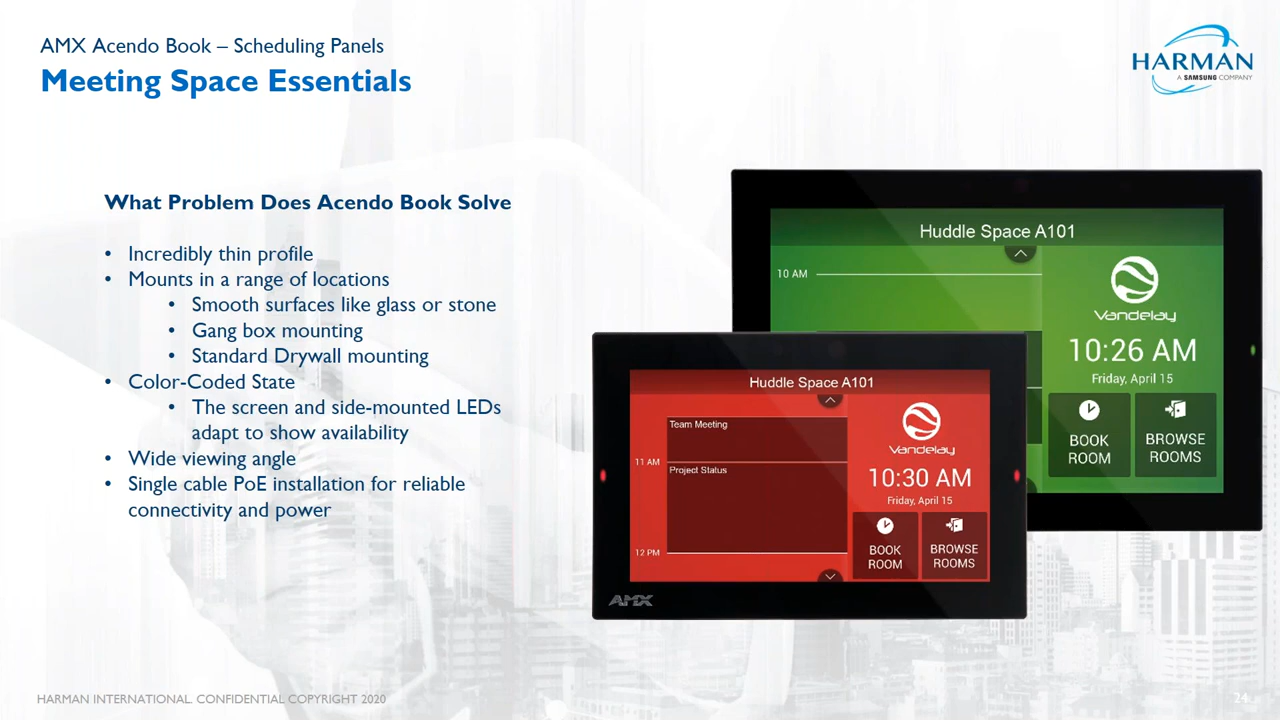 AMX Acendo Book – Scheduling Panels
Meeting Space Essentials
HARMAN
A SAMSUNG COMPANY
What Problem Does Acendo Book Solve
• Incredibly thin profile
• Mounts in a range of locations
• Smooth surfaces like glass or stone
• Gang box mounting
• Standard Drywall mounting
• Color-Coded State
• The screen and side-mounted LEDs
adapt to show availability
• Wide viewing angle
• Single cable PoE installation for reliable
connectivity and power
Huddle Space A101
10 AM
Vandelay
10:26 AM
Friday, April 15
BOOK
ROOM
BROWSE
ROOMS
Huddle Space A101
Team Meeting
11 AM
Project Status
12 PM
Vandelay
10:30 AM
Friday, April 15
BOOK
ROOM
BROWSE
ROOMS
AMX
HARMAN INTERNATIONAL. CONFIDENTIAL COPYRIGHT 2020
24